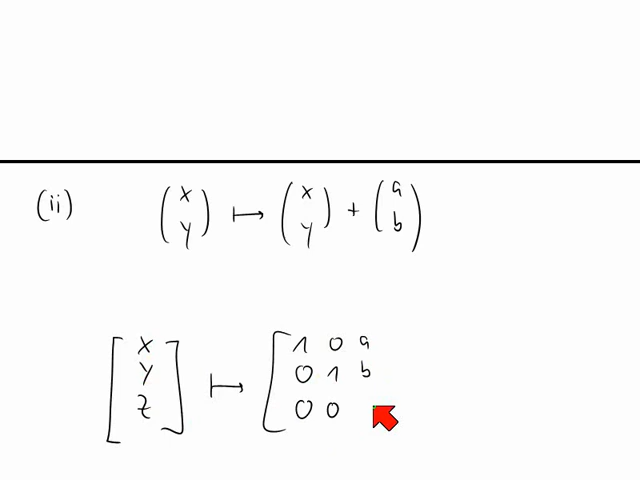 (ii) (x y) ↦ (x y) + (a b)
[x y z] ↦ [1 0 a
0 1 b
0 0